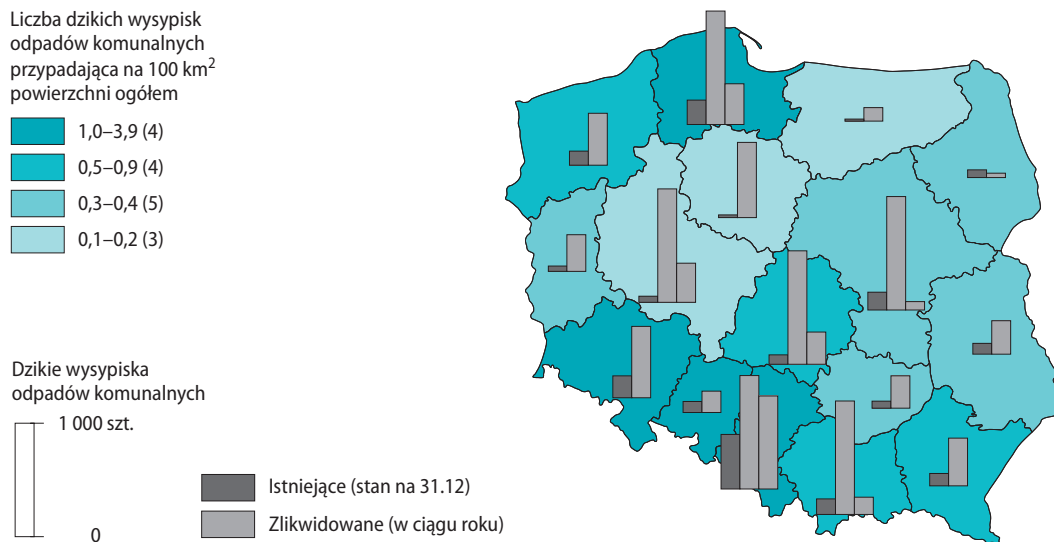 Liczba dzikich wysypisk
odpadów komunalnych
przypadająca na 100 km²
powierzchni ogółem
1,0–3,9 (4)
0,5–0,9 (4)
0,3–0,4 (5)
0,1–0,2 (3)
Dzikie wysypiska
odpadów komunalnych
1 000 szt.
0
Istniejące (stan na 31.12)
Zlikwidowane (w ciągu roku)